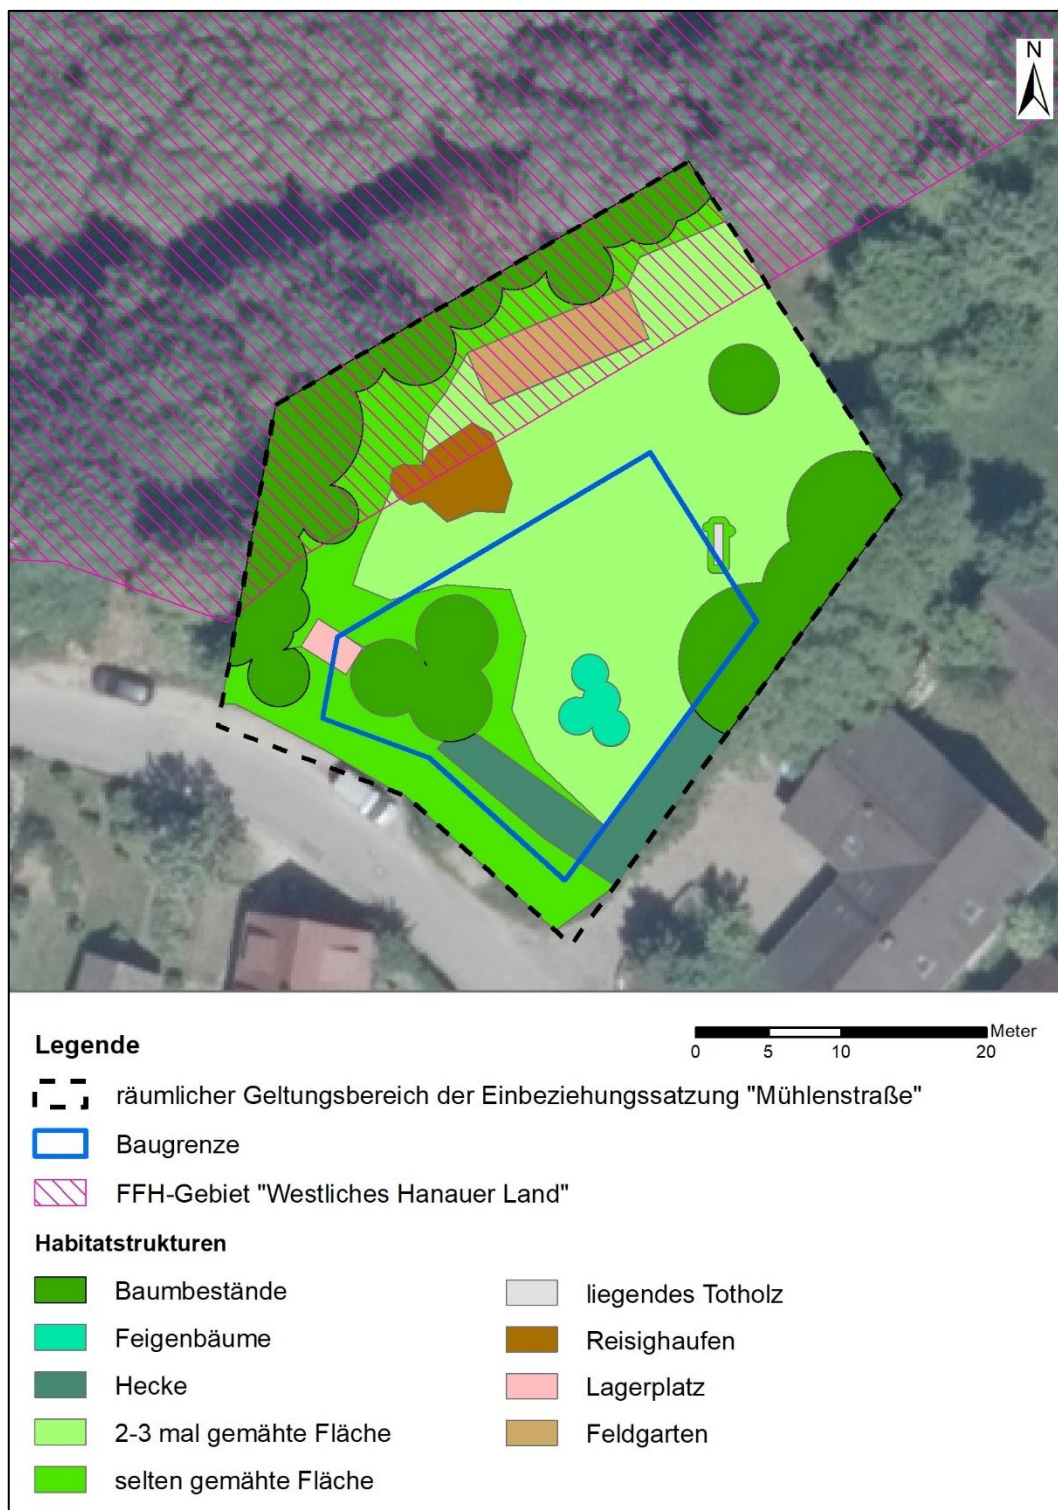 N
Legende
Meter
0 5 10 20
räumlicher Geltungsbereich der Einbeziehungssatzung "Mühlenstraße"
Baugrenze
FFH-Gebiet "Westliches Hanauer Land"
Habitatstrukturen
Baumbestände
Feigenbäume
Hecke
2-3 mal gemähte Fläche
selten gemähte Fläche
liegendes Totholz
Reisighaufen
Lagerplatz
Feldgarten